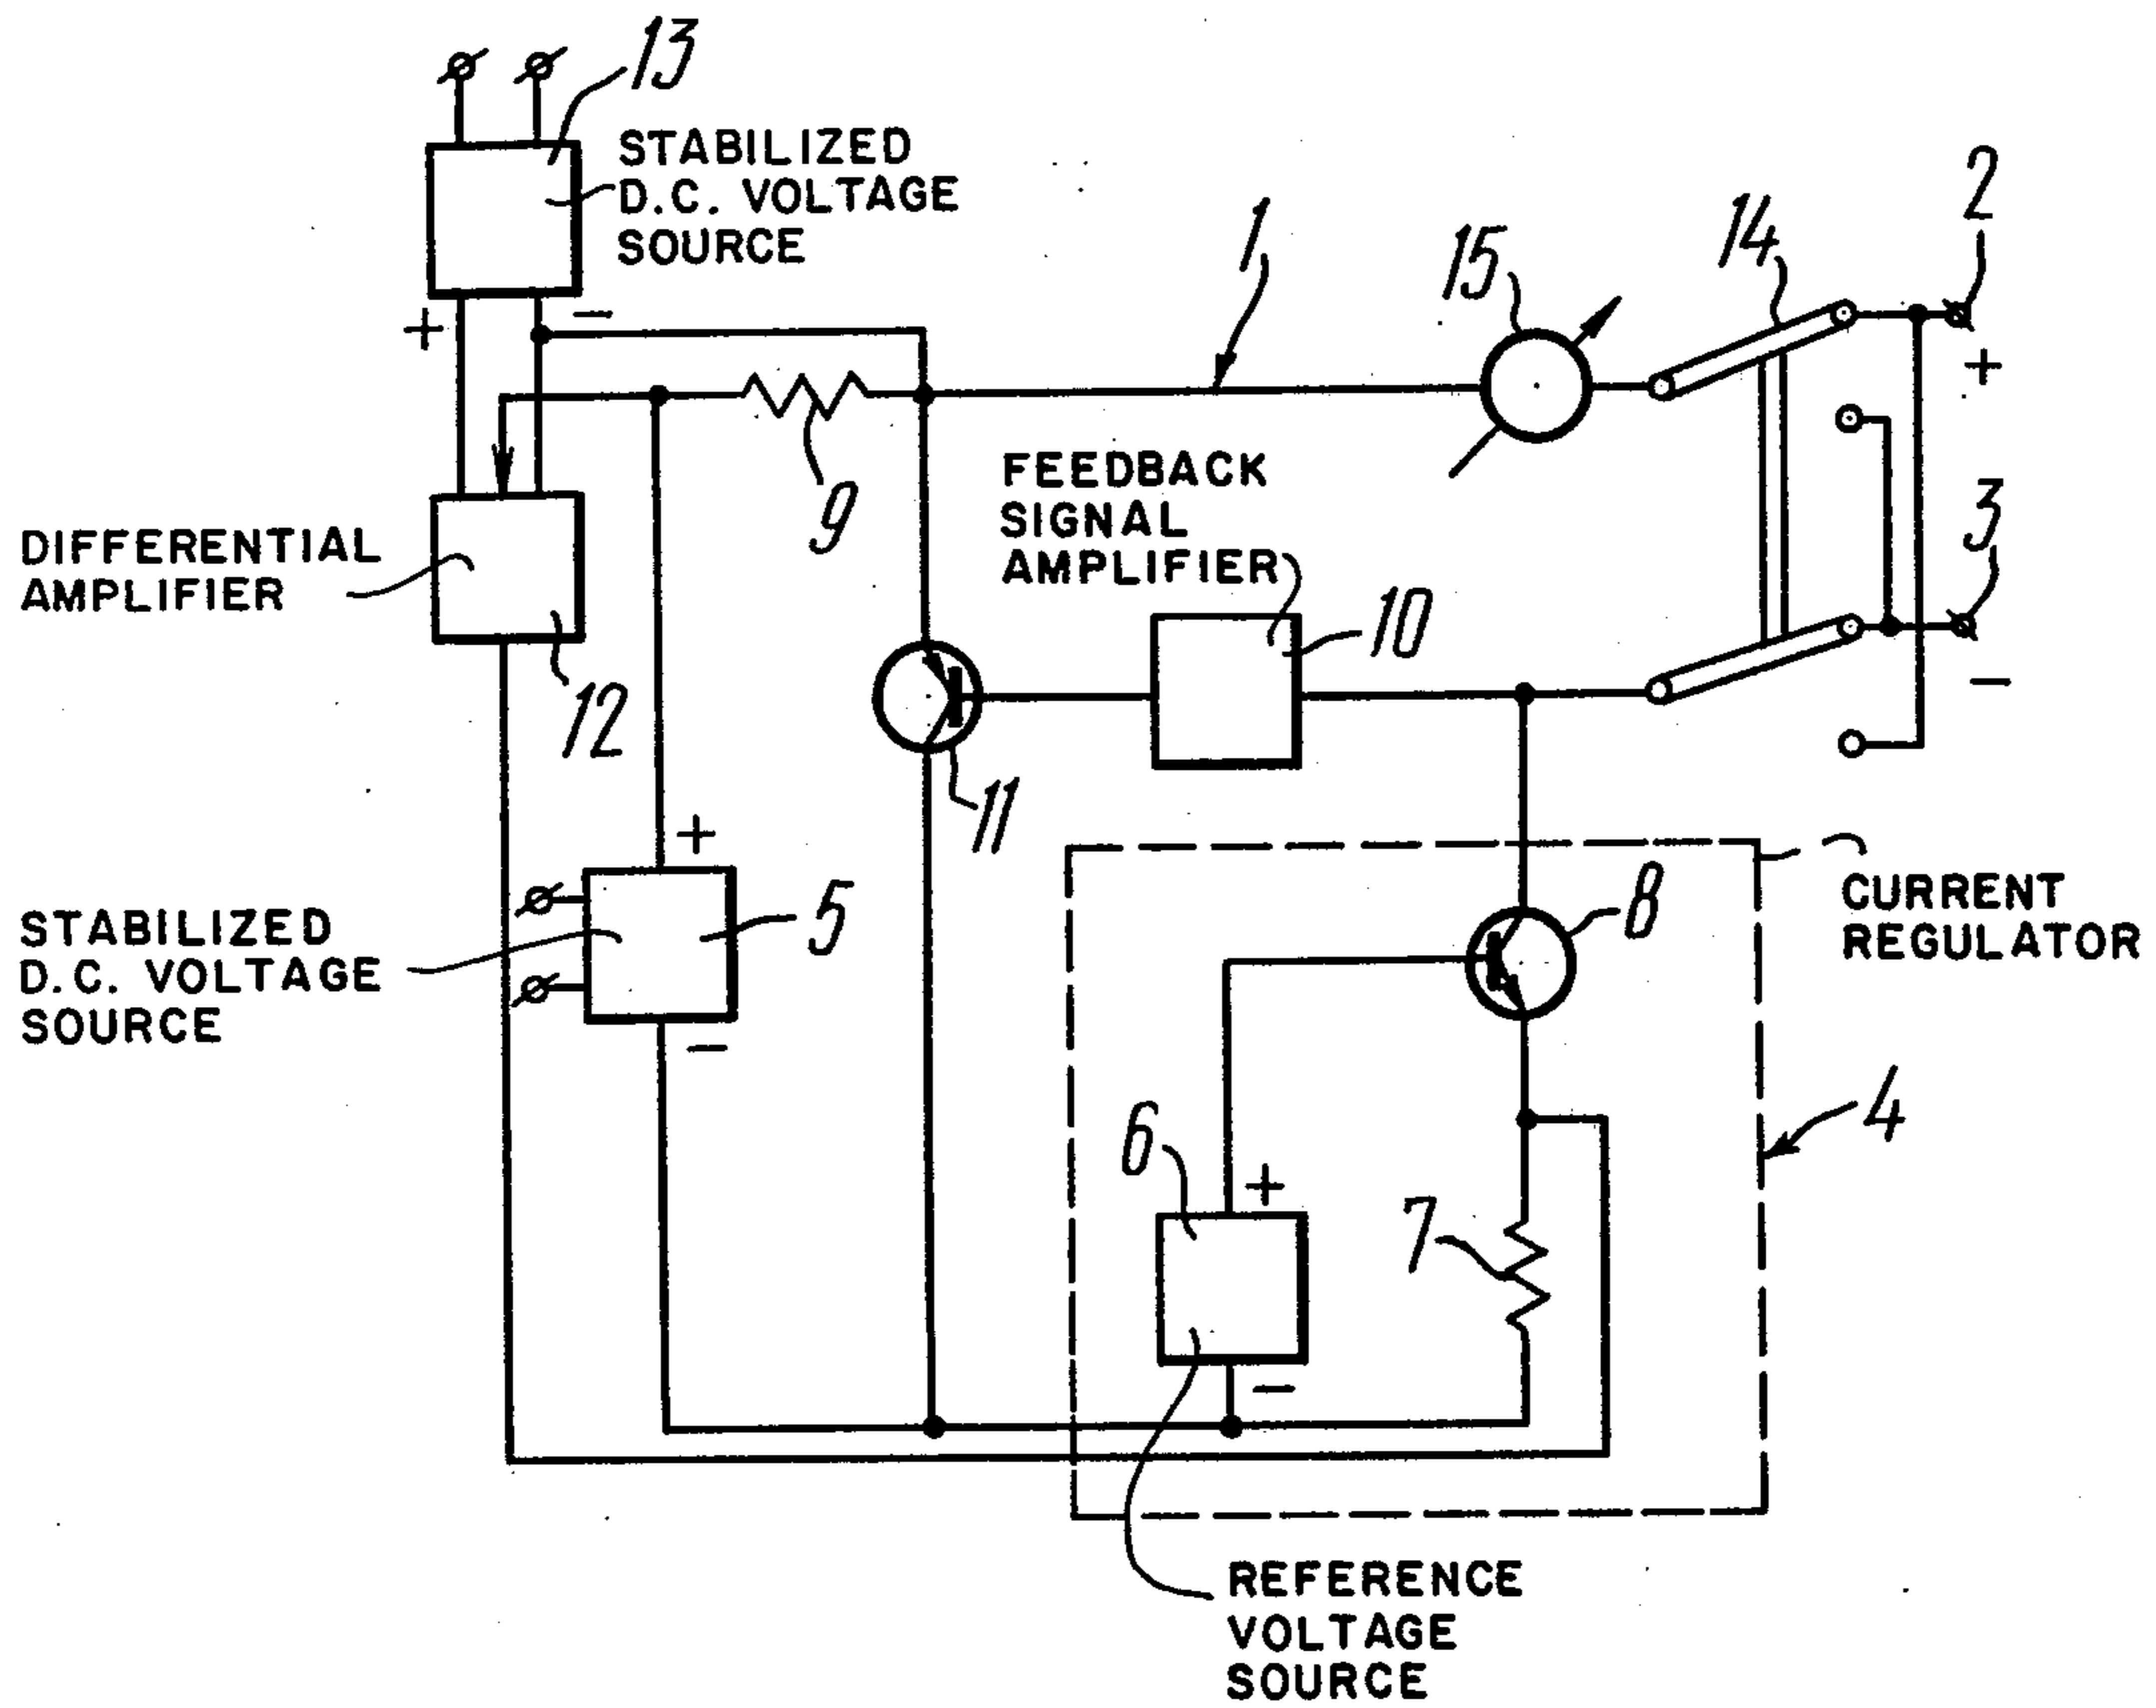 13
STABILIZED
D.C. VOLTAGE
SOURCE
+
−
1
15
14
2
+
9
FEEDBACK
SIGNAL
AMPLIFIER
10
3
−
DIFFERENTIAL
AMPLIFIER
12
11
+
STABILIZED
D.C. VOLTAGE
SOURCE
5
−
8
CURRENT
REGULATOR
4
6
+
7
−
REFERENCE
VOLTAGE
SOURCE